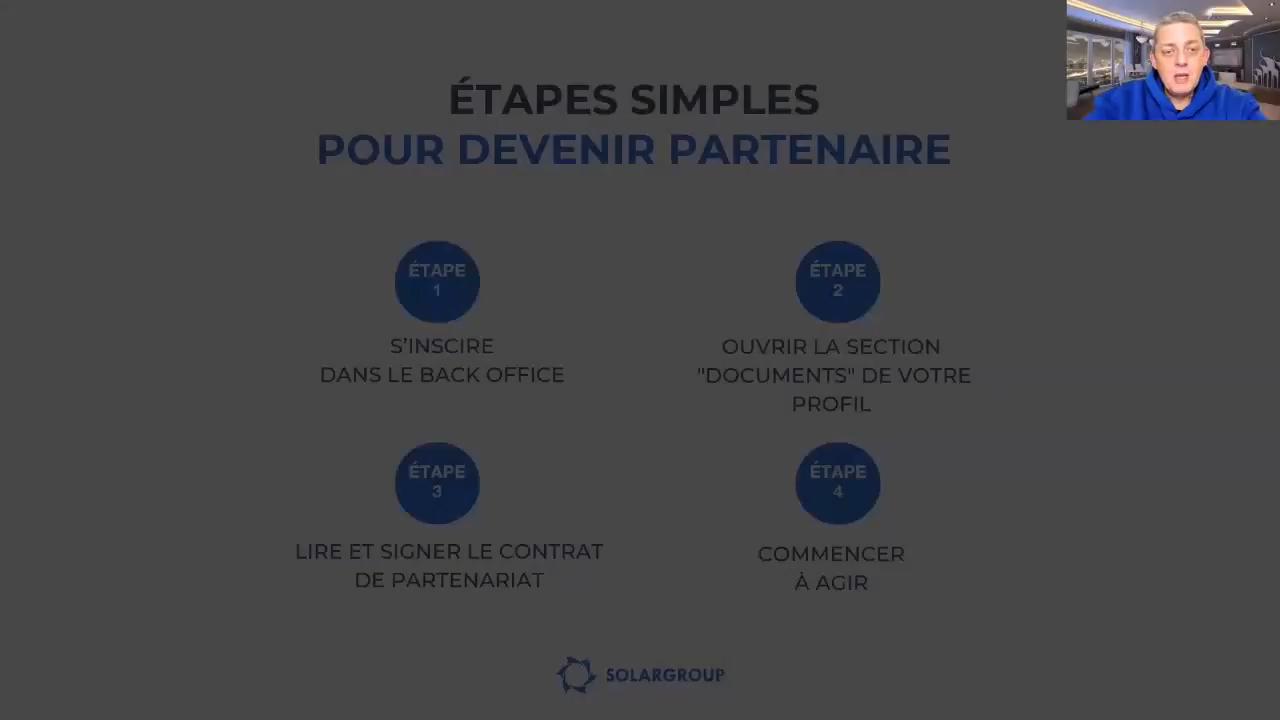 ÉTAPES SIMPLES
POUR DEVENIR PARTENAIRE
ÉTAPE
1
S'INSCIRE
DANS LE BACK OFFICE
ÉTAPE
2
OUVRIR LA SECTION
"DOCUMENTS" DE VOTRE
PROFIL
ÉTAPE
3
LIRE ET SIGNER LE CONTRAT
DE PARTENARIAT
ÉTAPE
4
COMMENCER
À AGIR
SOLARGROUP